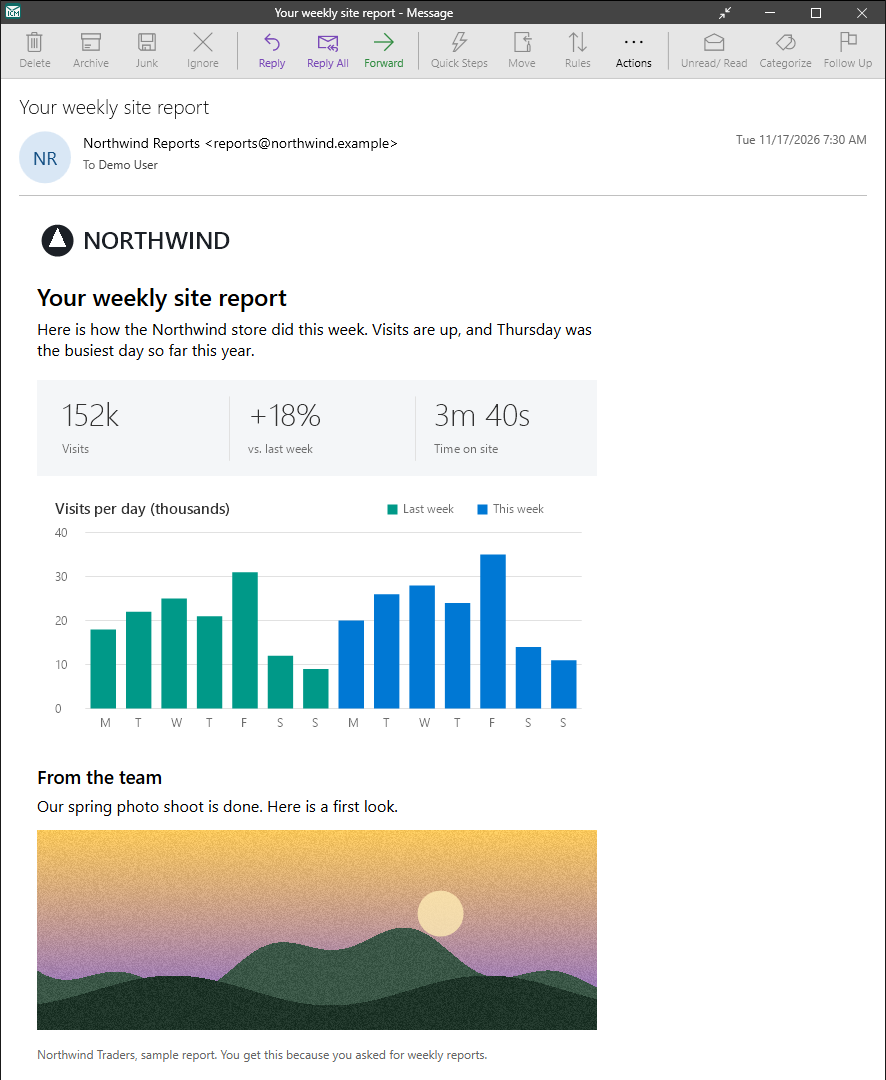 ICM
Your weekly site report - Message
Delete
Archive
Junk
Ignore
Reply
Reply All
Forward
Quick Steps
Move
Rules
Actions
Unread/ Read
Categorize
Follow Up
Your weekly site report
NR
Northwind Reports <reports@northwind.example>
Tue 11/17/2026 7:30 AM
To Demo User
NORTHWIND
Your weekly site report
Here is how the Northwind store did this week. Visits are up, and Thursday was
the busiest day so far this year.
152k
Visits
+18%
vs. last week
3m 40s
Time on site
Visits per day (thousands)
Last week
This week
40
30
20
10
0
M T W T F S S M T W T F S S
From the team
Our spring photo shoot is done. Here is a first look.
Northwind Traders, sample report. You get this because you asked for weekly reports.